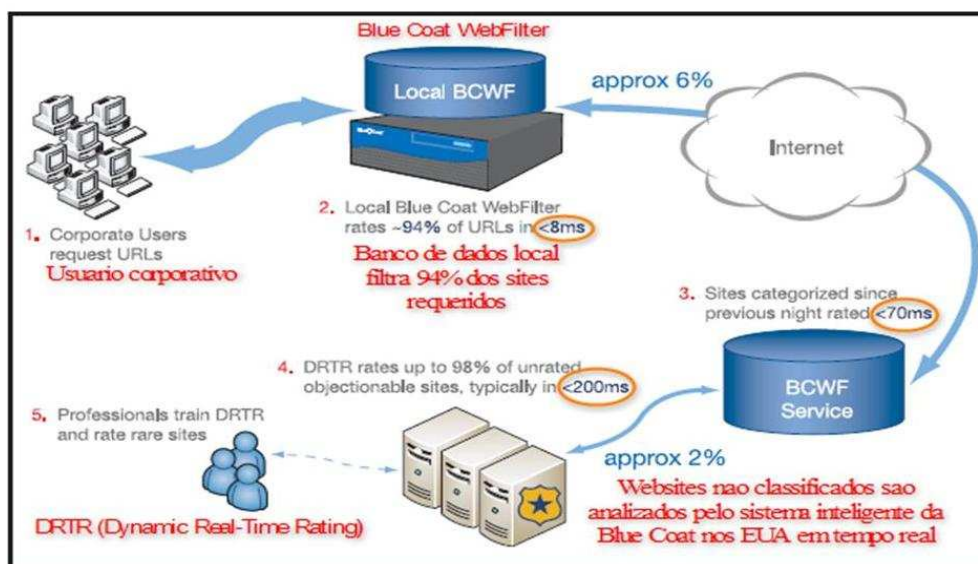 Blue Coat WebFilter
Local BCWF
approx 6%
Internet
1. Corporate Users
request URLs
Usuario corporativo
2. Local Blue Coat WebFilter
rates ~94% of URLs in <8ms
Banco de dados local
filtra 94% dos sites
requeridos
3. Sites categorized since
previous night rated <70ms
BCWF
Service
4. DRTR rates up to 98% of unrated
objectionable sites, typically in <200ms
5. Professionals train DRTR
and rate rare sites
approx 2%
DRTR (Dynamic Real-Time Rating)
Websites nao classificados sao
analizados pelo sistema inteligente da
Blue Coat nos EUA em tempo real